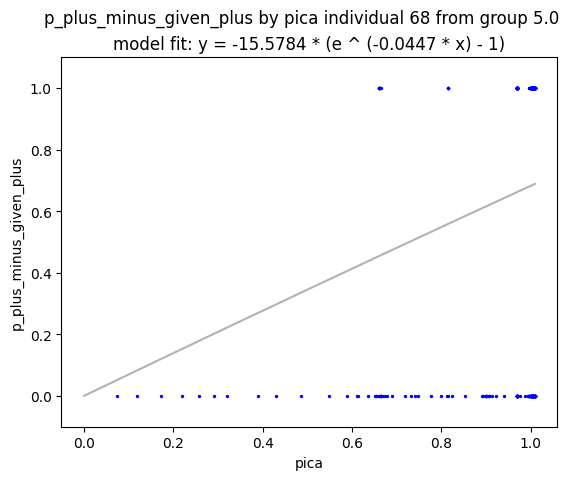 p_plus_minus_given_plus by pica individual 68 from group 5.0
model fit: y = -15.5784 * (e ^ (-0.0447 * x) - 1)
p_plus_minus_given_plus
1.0
0.8
0.6
0.4
0.2
0.0
0.0 0.2 0.4 0.6 0.8 1.0
pica